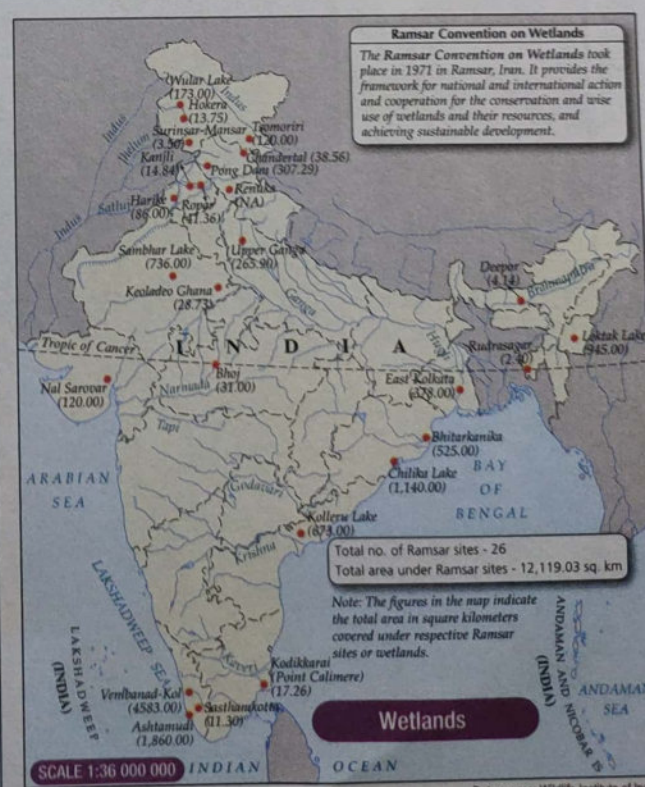 Ramsar Convention on Wetlands
The Ramsar Convention on Wetlands took
place in 1971 in Ramsar, Iran. It provides the
framework for national and international action
and cooperation for the conservation and wise
use of wetlands and their resources, and
achieving sustainable development.
Wular Lake
(173.00)
Indus
Hokera
(13.75)
Indus
Jhelum
Surinsar-Mansar
(3.50)
Tsomoriri
(120.00)
Chandertal (38.56)
Kanjli
(14.84)
Pong Dam (307.29)
Renuka
(NA)
Harike
(86.00)
Ropar
(41.36)
Satluj
Indus
Sambhar Lake
(736.00)
Upper Ganga
(265.90)
Keoladeo Ghana
(28.73)
Ganga
Deepor
(4.14)
Brahmaputra
Tropic of Cancer
INDIA
Hugli
Rudrasagar
(2.40)
Loktak Lake
(945.00)
Nal Sarovar
(120.00)
Narmada
Bhoj
(31.00)
East Kolkata
(378.00)
Tapi
Bhitarkanika
(525.00)
Chilika Lake
(1,140.00)
ARABIAN
SEA
BAY
OF
BENGAL
Godavari
Kolleru Lake
(673.00)
Krishna
Total no. of Ramsar sites - 26
Total area under Ramsar sites - 12,119.03 sq. km
Note: The figures in the map indicate
the total area in square kilometers
covered under respective Ramsar
sites or wetlands.
LAKSHADWEEP SEA
LAKSHADWEEP
(INDIA)
ANDAMAN AND NICOBAR IS
(INDIA)
ANDAMAN
SEA
Kaveri
Kodikkarai
(Point Calimere)
(17.26)
Vembanad-Kol
(4583.00)
Sasthamkotta
(11.30)
Ashtamudi
(1,860.00)
Wetlands
SCALE 1:36 000 000
INDIAN OCEAN
Wildlife Institute of